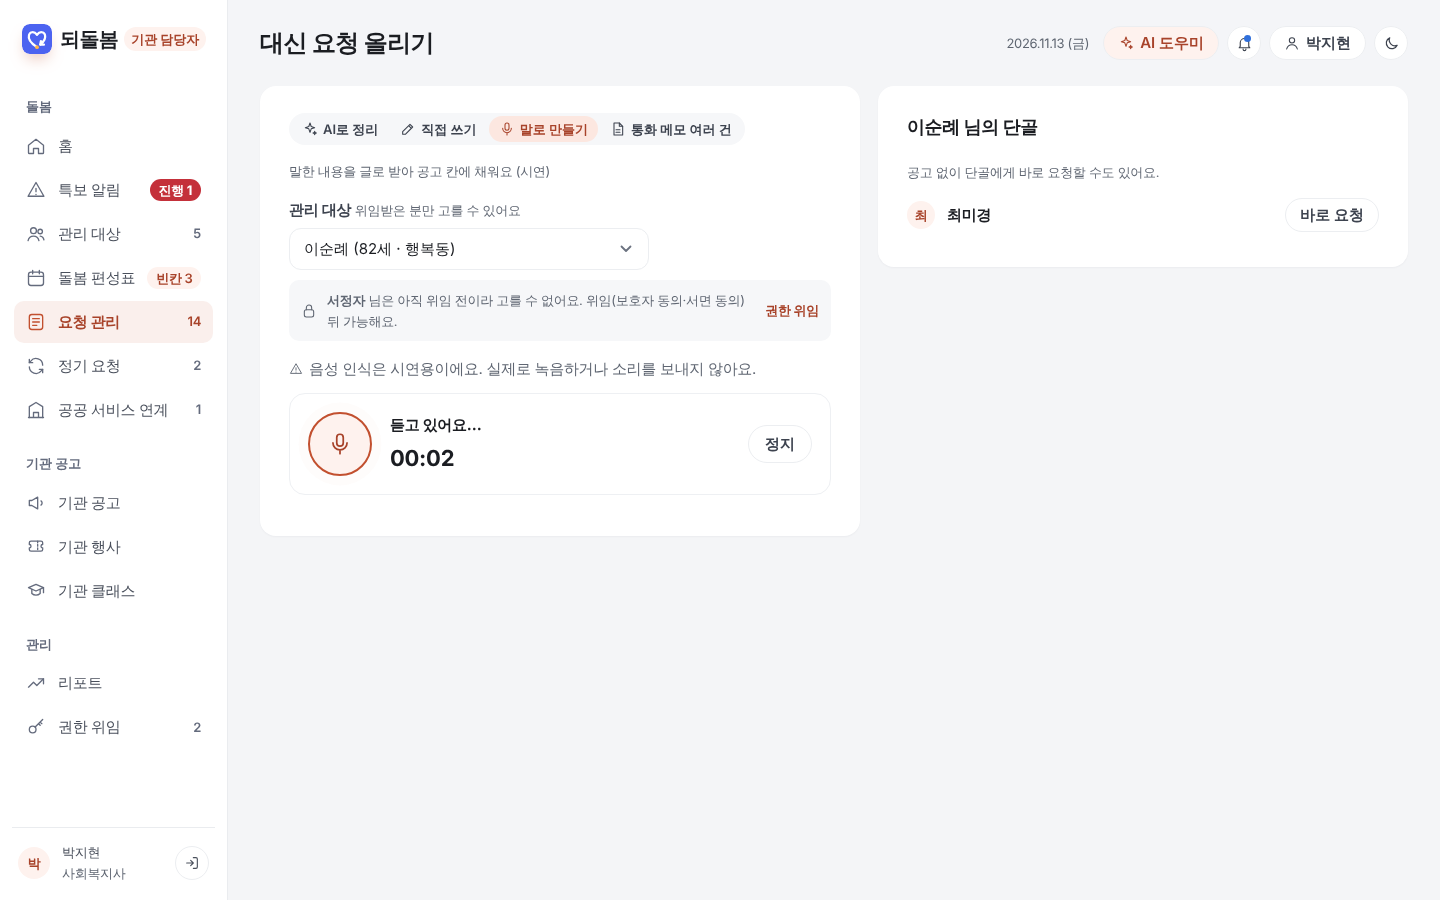 되돌봄 기관 담당자
돌봄
홈
특보 알림 진행 1
관리 대상 5
돌봄 편성표 빈칸 3
요청 관리 14
정기 요청 2
공공 서비스 연계 1
기관 공고
기관 공고
기관 행사
기관 클래스
관리
리포트
권한 위임 2
박 박지현
사회복지사
대신 요청 올리기
2026.11.13 (금) AI 도우미 박지현
AI로 정리 직접 쓰기 말로 만들기 통화 메모 여러 건
말한 내용을 글로 받아 공고 칸에 채워요 (시연)
관리 대상 위임받은 분만 고를 수 있어요
이순례 (82세 · 행복동)
서정자 님은 아직 위임 전이라 고를 수 없어요. 위임(보호자 동의·서면 동의)
뒤 가능해요.
권한 위임
음성 인식은 시연용이에요. 실제로 녹음하거나 소리를 보내지 않아요.
듣고 있어요...
00:02
정지
이순례 님의 단골
공고 없이 단골에게 바로 요청할 수도 있어요.
최 최미경 바로 요청